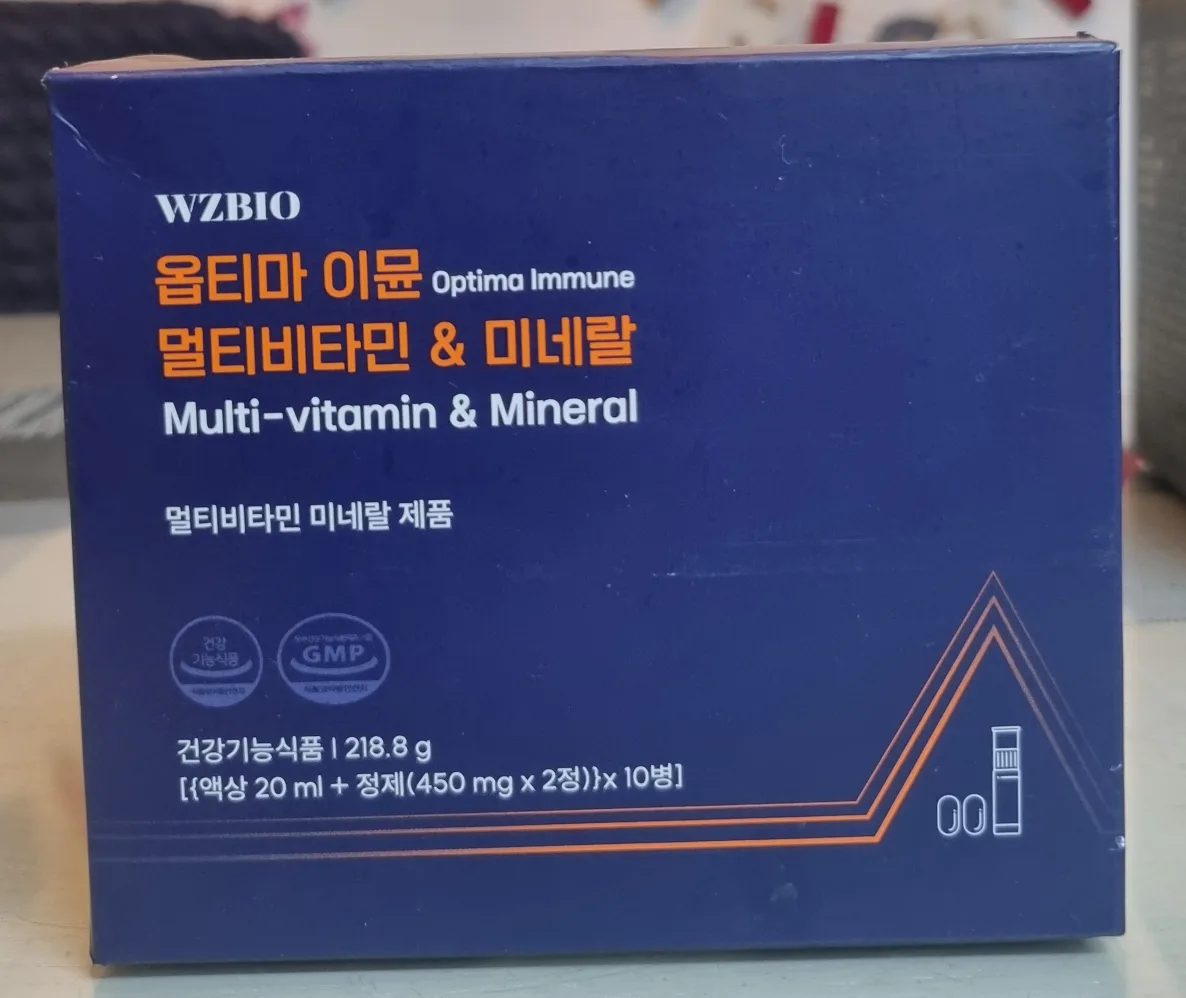 WZBIO
옵티마 이뮨 Optima Immune
멀티비타민 & 미네랄
Multi-vitamin & Mineral
멀티비타민 미네랄 제품
건강
기능식품
GMP
건강기능식품 | 218.8 g
[{액상 20 ml + 정제(450 mg x 2정)}x 10병]